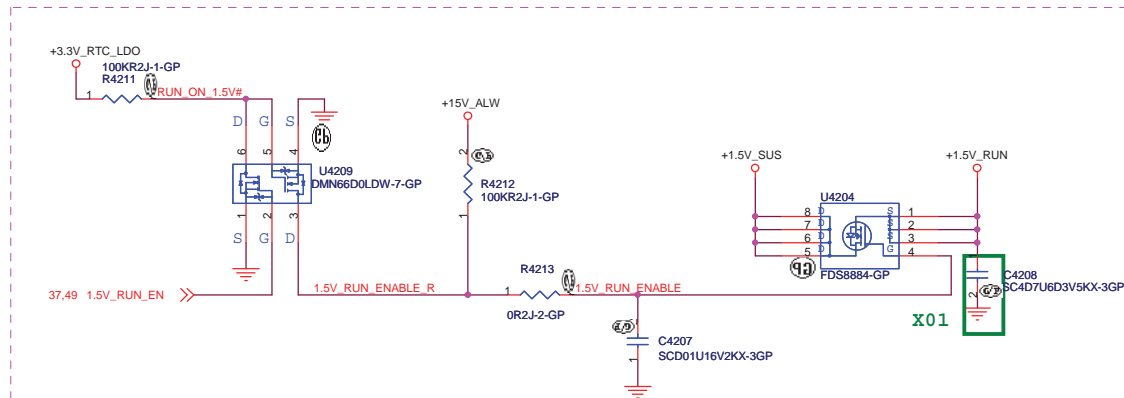 +3.3V_RTC_LDO
100KR2J-1-GP
R4211
1
RUN_ON_1.5V#
D G S
6 5 4
U4209
DMN66D0LDW-7-GP
1 2 3
S G D
+15V_ALW
2
R4212
100KR2J-1-GP
1
37,49 1.5V_RUN_EN
1.5V_RUN_ENABLE_R
R4213
1
0R2J-2-GP
1.5V_RUN_ENABLE
C4207
SCD01U16V2KX-3GP
1
+1.5V_SUS
+1.5V_RUN
U4204
8 D S 1
7 D S 2
6 D S 3
5 D G 4
GP
FDS8884-GP
1
C4208
SC4D7U6D3V5KX-3GP
2
X01